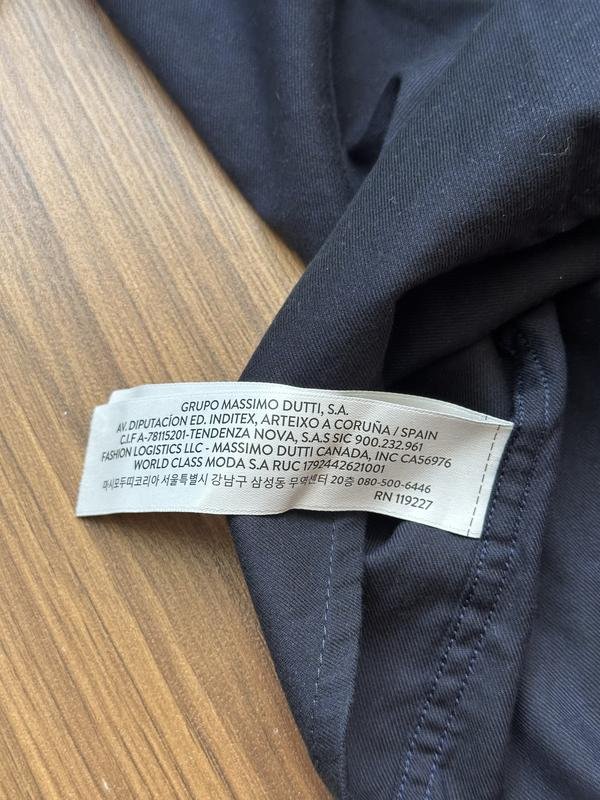 GRUPO MASSIMO DUTTI, S.A.
AV. DIPUTACÍON ED. INDITEX, ARTEIXO A CORUÑA / SPAIN
C.I.F A-78115201-TENDENZA NOVA, S.A.S SIC 900.232.961
FASHION LOGISTICS LLC - MASSIMO DUTTI CANADA, INC CA56976
WORLD CLASS MODA S.A RUC 1792442621001
마시모두띠코리아 서울특별시 강남구 삼성동 무역센터 20층 080-500-6446
RN 119227